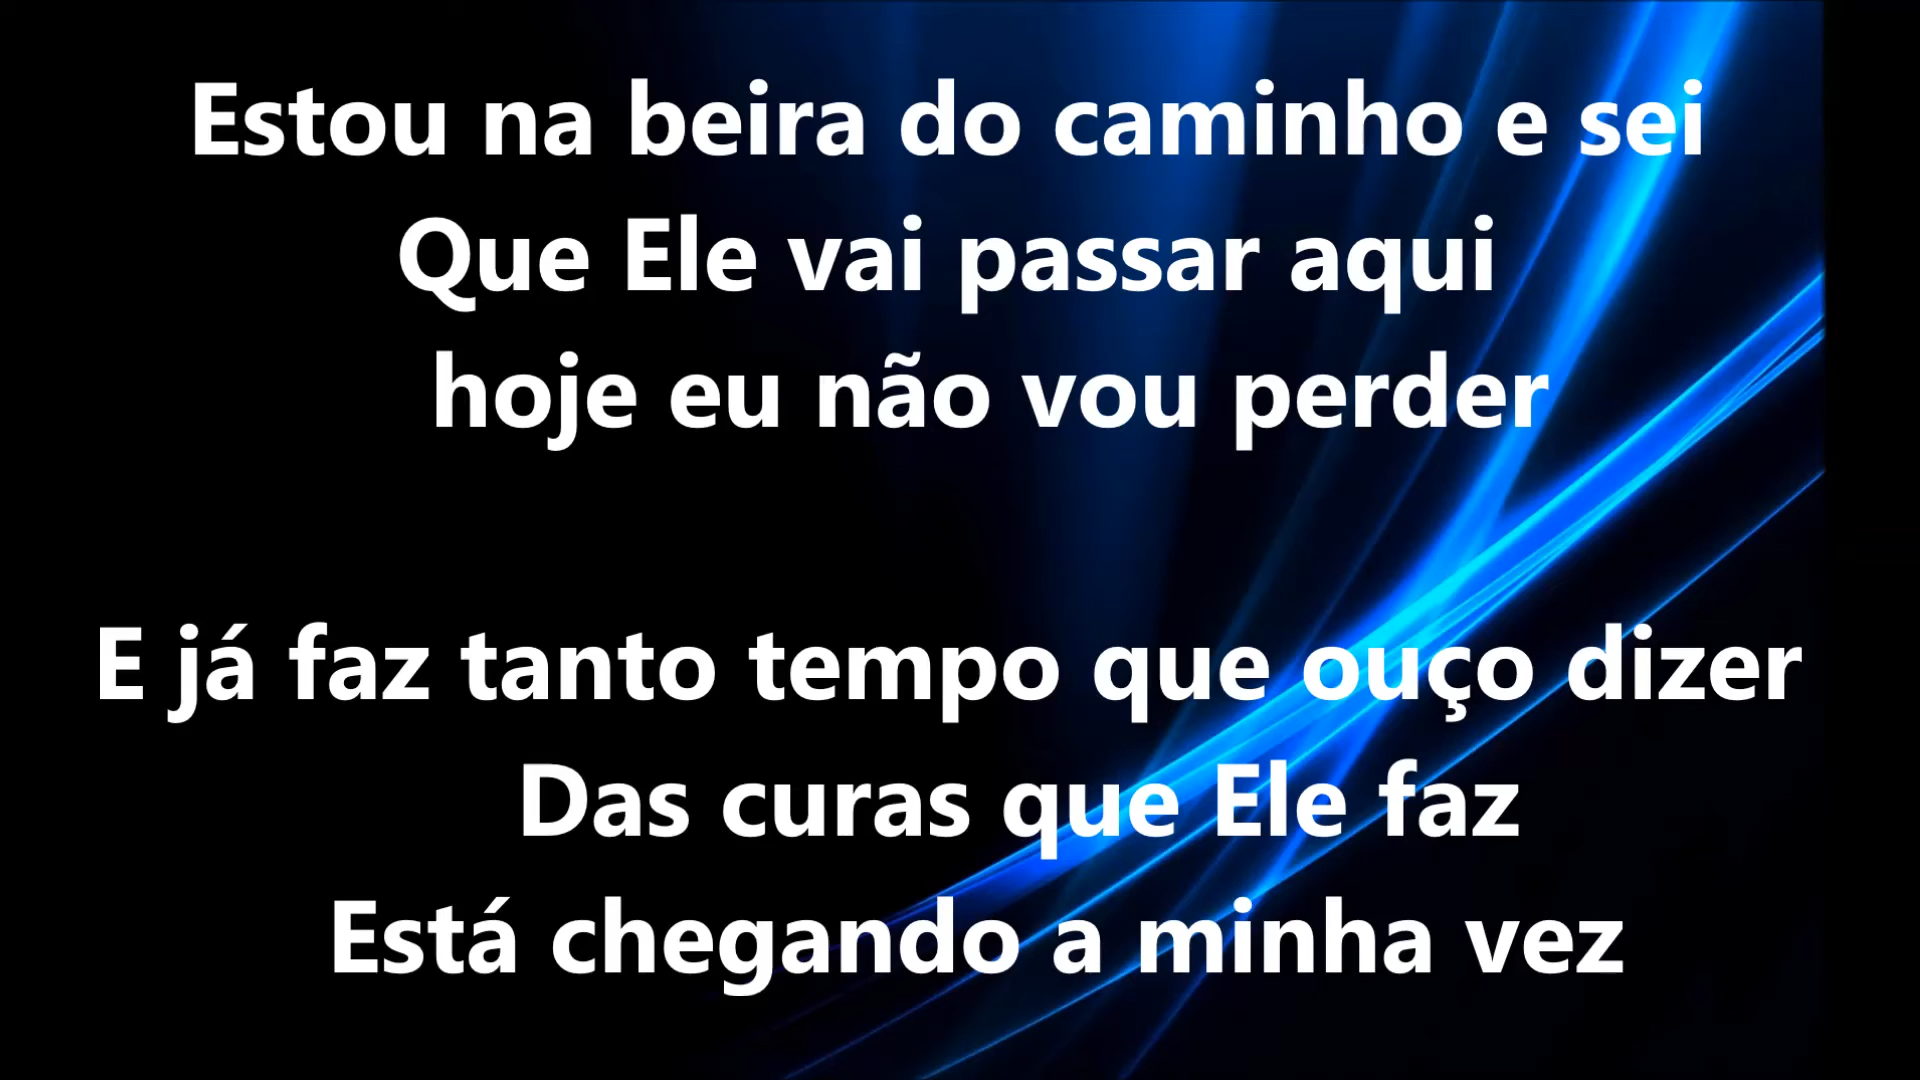 Estou na beira do caminho e sei
Que Ele vai passar aqui
hoje eu não vou perder
E já faz tanto tempo que ouço dizer
Das curas que Ele faz
Está chegando a minha vez